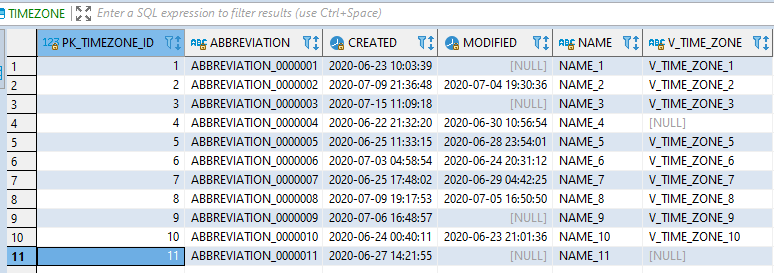 TIMEZONE Enter a SQL expression to filter results (use Ctrl+Space)
123 PK_TIMEZONE_ID ABC ABBREVIATION CREATED MODIFIED ABC NAME ABC V_TIME_ZONE
1 1 ABBREVIATION_0000001 2020-06-23 10:03:39 [NULL] NAME_1 V_TIME_ZONE_1
2 2 ABBREVIATION_0000002 2020-07-09 21:36:48 2020-07-04 19:30:36 NAME_2 V_TIME_ZONE_2
3 3 ABBREVIATION_0000003 2020-07-15 11:09:18 [NULL] NAME_3 V_TIME_ZONE_3
4 4 ABBREVIATION_0000004 2020-06-22 21:32:20 2020-06-30 10:56:54 NAME_4 [NULL]
5 5 ABBREVIATION_0000005 2020-06-25 11:33:15 2020-06-28 23:54:01 NAME_5 V_TIME_ZONE_5
6 6 ABBREVIATION_0000006 2020-07-03 04:58:54 2020-06-24 20:31:12 NAME_6 V_TIME_ZONE_6
7 7 ABBREVIATION_0000007 2020-06-25 17:48:02 2020-06-29 04:42:25 NAME_7 V_TIME_ZONE_7
8 8 ABBREVIATION_0000008 2020-07-09 19:17:53 2020-07-05 16:50:50 NAME_8 V_TIME_ZONE_8
9 9 ABBREVIATION_0000009 2020-07-06 16:48:57 [NULL] NAME_9 V_TIME_ZONE_9
10 10 ABBREVIATION_0000010 2020-06-24 00:40:11 2020-06-23 21:01:36 NAME_10 V_TIME_ZONE_10
11 11 ABBREVIATION_0000011 2020-06-27 14:21:55 [NULL] NAME_11 [NULL]